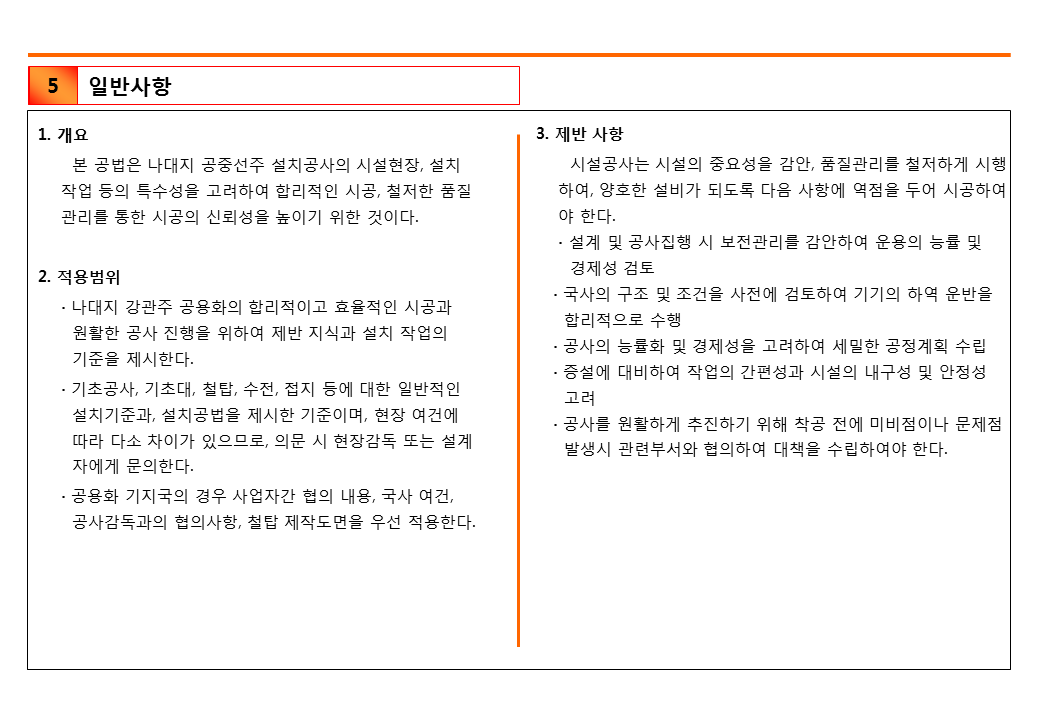 5 일반사항
1. 개요
본 공법은 나대지 공중선주 설치공사의 시설현장, 설치
작업 등의 특수성을 고려하여 합리적인 시공, 철저한 품질
관리를 통한 시공의 신뢰성을 높이기 위한 것이다.
2. 적용범위
· 나대지 강관주 공용화의 합리적이고 효율적인 시공과
원활한 공사 진행을 위하여 제반 지식과 설치 작업의
기준을 제시한다.
· 기초공사, 기초대, 철탑, 수전, 접지 등에 대한 일반적인
설치기준과, 설치공법을 제시한 기준이며, 현장 여건에
따라 다소 차이가 있으므로, 의문 시 현장감독 또는 설계
자에게 문의한다.
· 공용화 기지국의 경우 사업자간 협의 내용, 국사 여건,
공사감독과의 협의사항, 철탑 제작도면을 우선 적용한다.
3. 제반 사항
시설공사는 시설의 중요성을 감안, 품질관리를 철저하게 시행
하여, 양호한 설비가 되도록 다음 사항에 역점을 두어 시공하여
야 한다.
· 설계 및 공사집행 시 보전관리를 감안하여 운용의 능률 및
경제성 검토
· 국사의 구조 및 조건을 사전에 검토하여 기기의 하역 운반을
합리적으로 수행
· 공사의 능률화 및 경제성을 고려하여 세밀한 공정계획 수립
· 증설에 대비하여 작업의 간편성과 시설의 내구성 및 안정성
고려
· 공사를 원활하게 추진하기 위해 착공 전에 미비점이나 문제점
발생시 관련부서와 협의하여 대책을 수립하여야 한다.